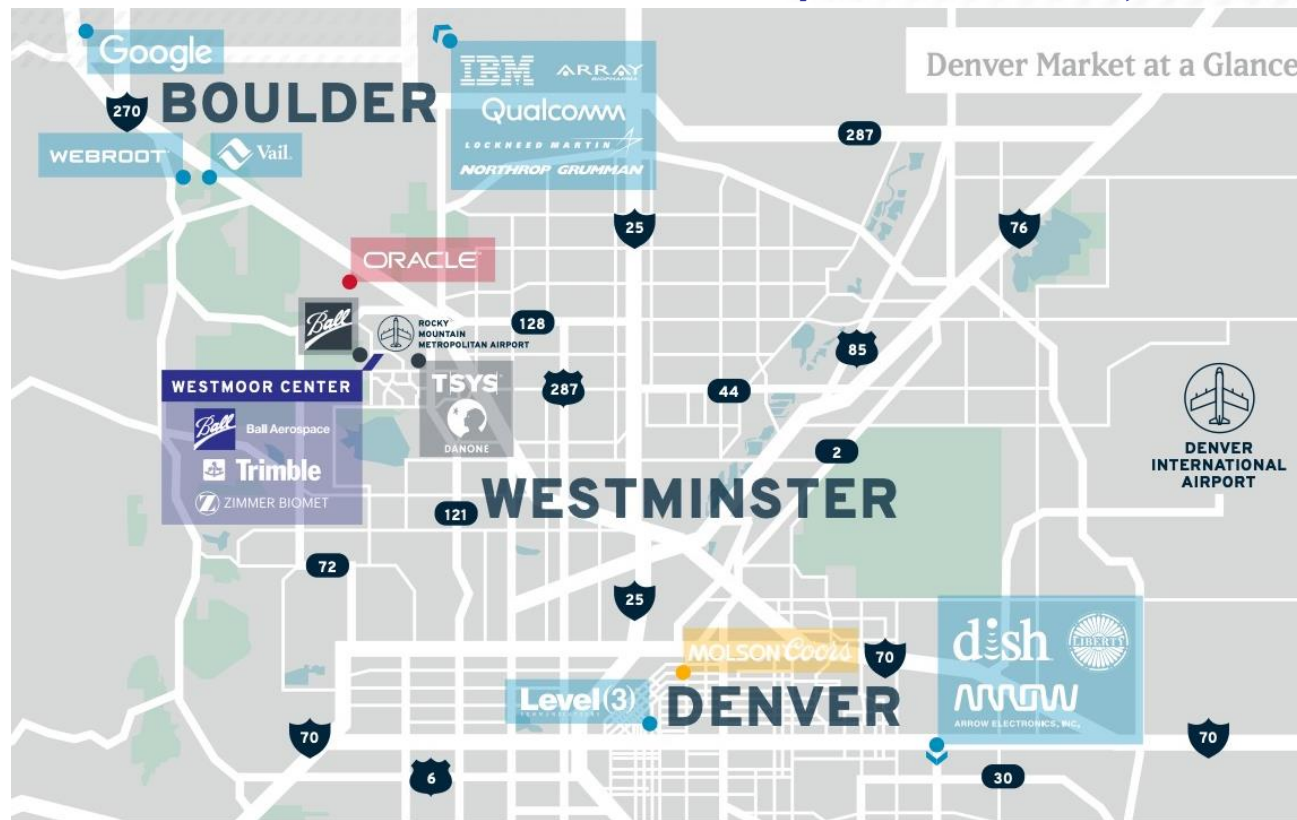 Denver Market at a Glance
Google
BOULDER
270
WEBROOT
Vail
IBM
ARRAY
BIOPHARMA
Qualcomm
LOCKHEED MARTIN
NORTHROP GRUMMAN
287
25
76
ORACLE
Ball
ROCKY
MOUNTAIN
METROPOLITAN AIRPORT
128
85
WESTMOOR CENTER
Ball
Ball Aerospace
Trimble
ZIMMER BIOMET
TSYS
DANONE
287
44
2
DENVER
INTERNATIONAL
AIRPORT
121
WESTMINSTER
72
25
MOLSON Coors
70
dish
LIBERTY
ARROW
ARROW ELECTRONICS, INC.
Level(3)
DENVER
70
6
30
70